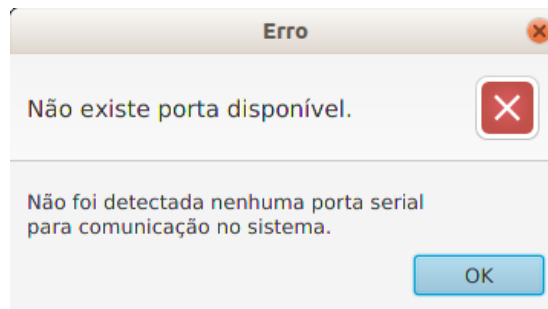 Erro
Não existe porta disponível.
Não foi detectada nenhuma porta serial
para comunicação no sistema.
OK